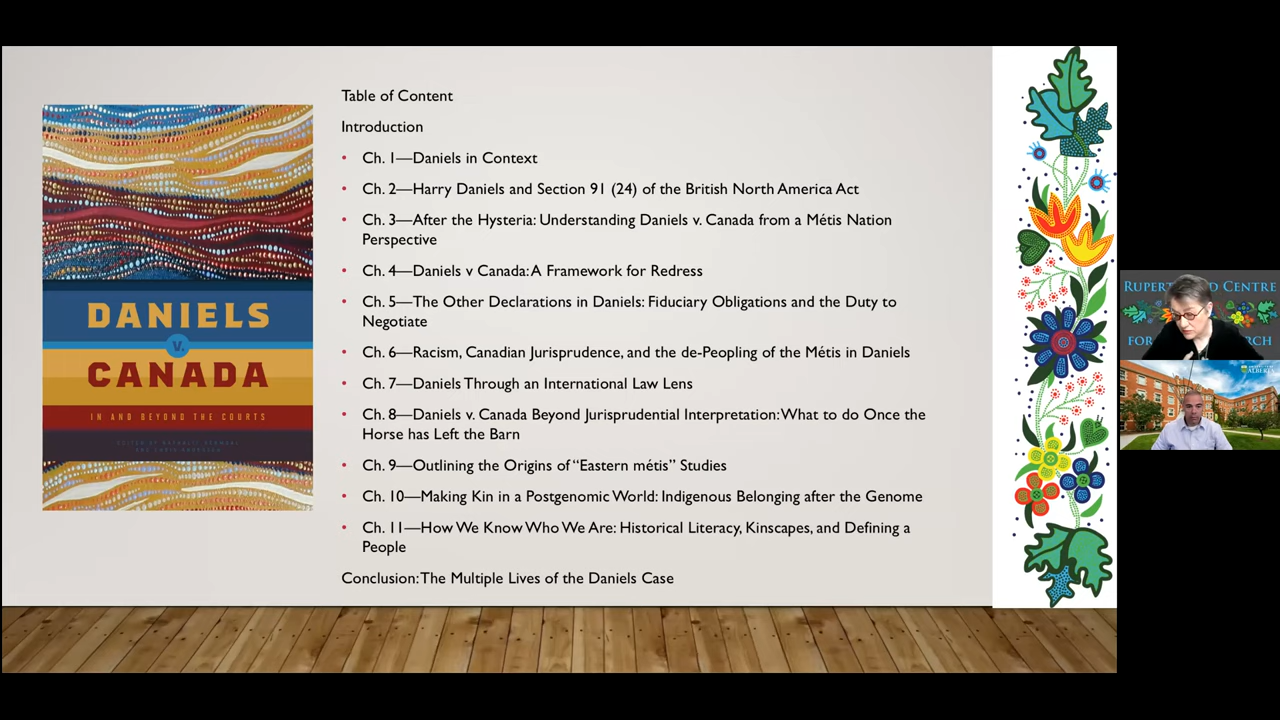 Table of Content
Introduction
• Ch. 1—Daniels in Context
• Ch. 2—Harry Daniels and Section 91 (24) of the British North America Act
• Ch. 3—After the Hysteria: Understanding Daniels v. Canada from a Métis Nation
Perspective
• Ch. 4—Daniels v Canada: A Framework for Redress
• Ch. 5—The Other Declarations in Daniels: Fiduciary Obligations and the Duty to
Negotiate
• Ch. 6—Racism, Canadian Jurisprudence, and the de-Peopling of the Métis in Daniels
• Ch. 7—Daniels Through an International Law Lens
• Ch. 8—Daniels v. Canada Beyond Jurisprudential Interpretation: What to do Once the
Horse has Left the Barn
• Ch. 9—Outlining the Origins of “Eastern métis” Studies
• Ch. 10—Making Kin in a Postgenomic World: Indigenous Belonging after the Genome
• Ch. 11—How We Know Who We Are: Historical Literacy, Kinscapes, and Defining a
People
Conclusion: The Multiple Lives of the Daniels Case
DANIELS
v.
CANADA
IN AND BEYOND THE COURTS
EDITED BY
AND
CENTRE
FOR
ALBERTA